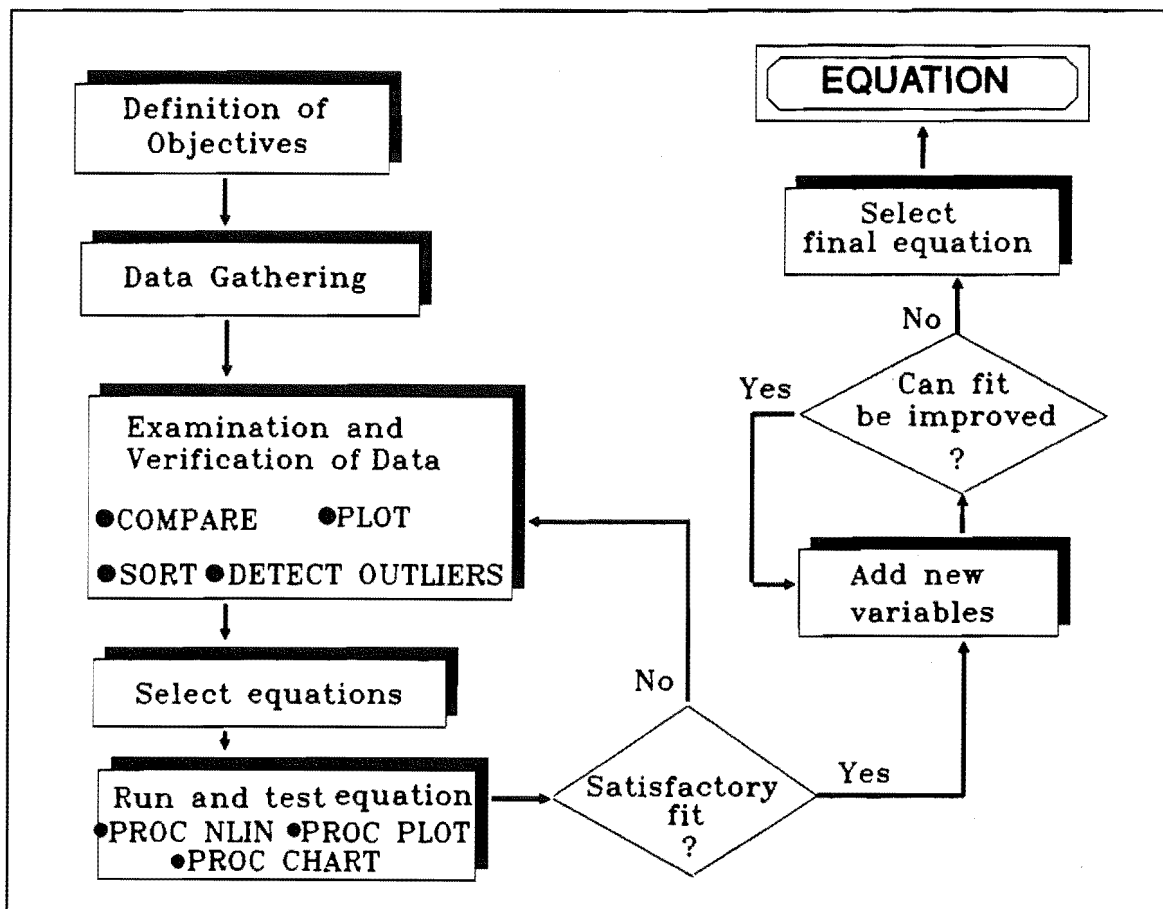 Definition of
Objectives
Data Gathering
Examination and
Verification of Data
●COMPARE ●PLOT
●SORT ●DETECT OUTLIERS
Select equations
Run and test equation
●PROC NLIN ●PROC PLOT
●PROC CHART
Satisfactory
fit
?
No
Yes
Add new
variables
Can fit
be improved
?
Yes
No
Select
final equation
EQUATION